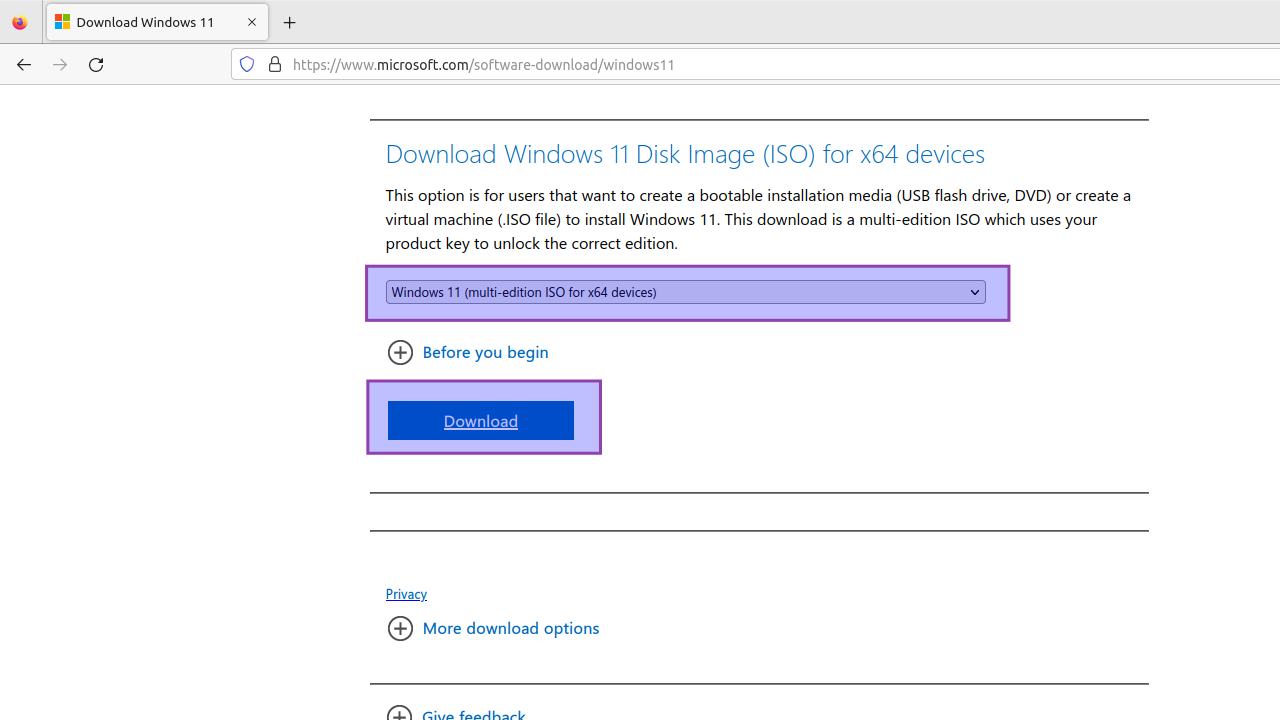 Download Windows 11
https://www.microsoft.com/software-download/windows11
Download Windows 11 Disk Image (ISO) for x64 devices
This option is for users that want to create a bootable installation media (USB flash drive, DVD) or create a
virtual machine (.ISO file) to install Windows 11. This download is a multi-edition ISO which uses your
product key to unlock the correct edition.
Windows 11 (multi-edition ISO for x64 devices)
Before you begin
Download
Privacy
More download options
Give feedback